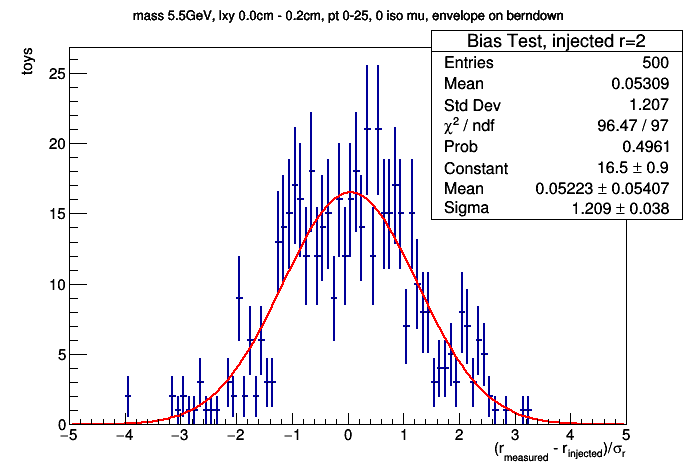 mass 5.5GeV, lxy 0.0cm - 0.2cm, pt 0-25, 0 iso mu, envelope on berndown
toys
Bias Test, injected r=2
Entries 500
Mean 0.05309
Std Dev 1.207
χ² / ndf 96.47 / 97
Prob 0.4961
Constant 16.5 ± 0.9
Mean 0.05223 ± 0.05407
Sigma 1.209 ± 0.038
25
20
15
10
5
0
−5 −4 −3 −2 −1 0 1 2 3 4 5
(r_measured - r_injected)/σ_r